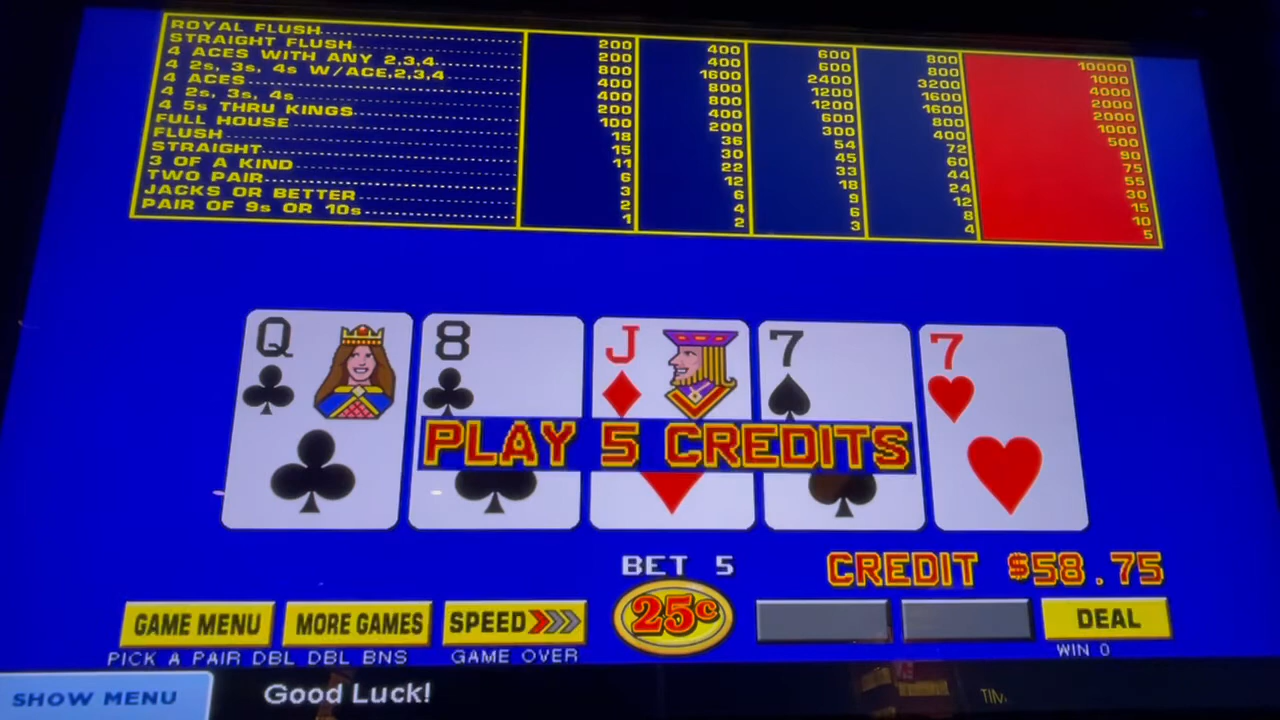 ROYAL FLUSH 200 400 600 800 10000
STRAIGHT FLUSH 200 400 600 800 1000
4 ACES WITH ANY 2,3,4 800 1600 2400 3200 4000
4 2s, 3s, 4s W/ACE,2,3,4 400 800 1200 1600 2000
4 ACES 400 800 1200 1600 2000
4 2s, 3s, 4s 200 400 600 800 1000
4 5s THRU KINGS 100 200 300 400 500
FULL HOUSE 18 36 54 72 90
FLUSH 15 30 45 60 75
STRAIGHT 11 22 33 44 55
3 OF A KIND 6 12 18 24 30
TWO PAIR 3 6 9 12 15
JACKS OR BETTER 2 4 6 8 10
PAIR OF 9s OR 10s 1 2 3 4 5
Q 8 J 7 7
PLAY 5 CREDITS
BET 5 CREDIT $58.75
GAME MENU MORE GAMES SPEED 25¢ DEAL
PICK A PAIR DBL DBL BNS GAME OVER WIN 0
SHOW MENU Good Luck!